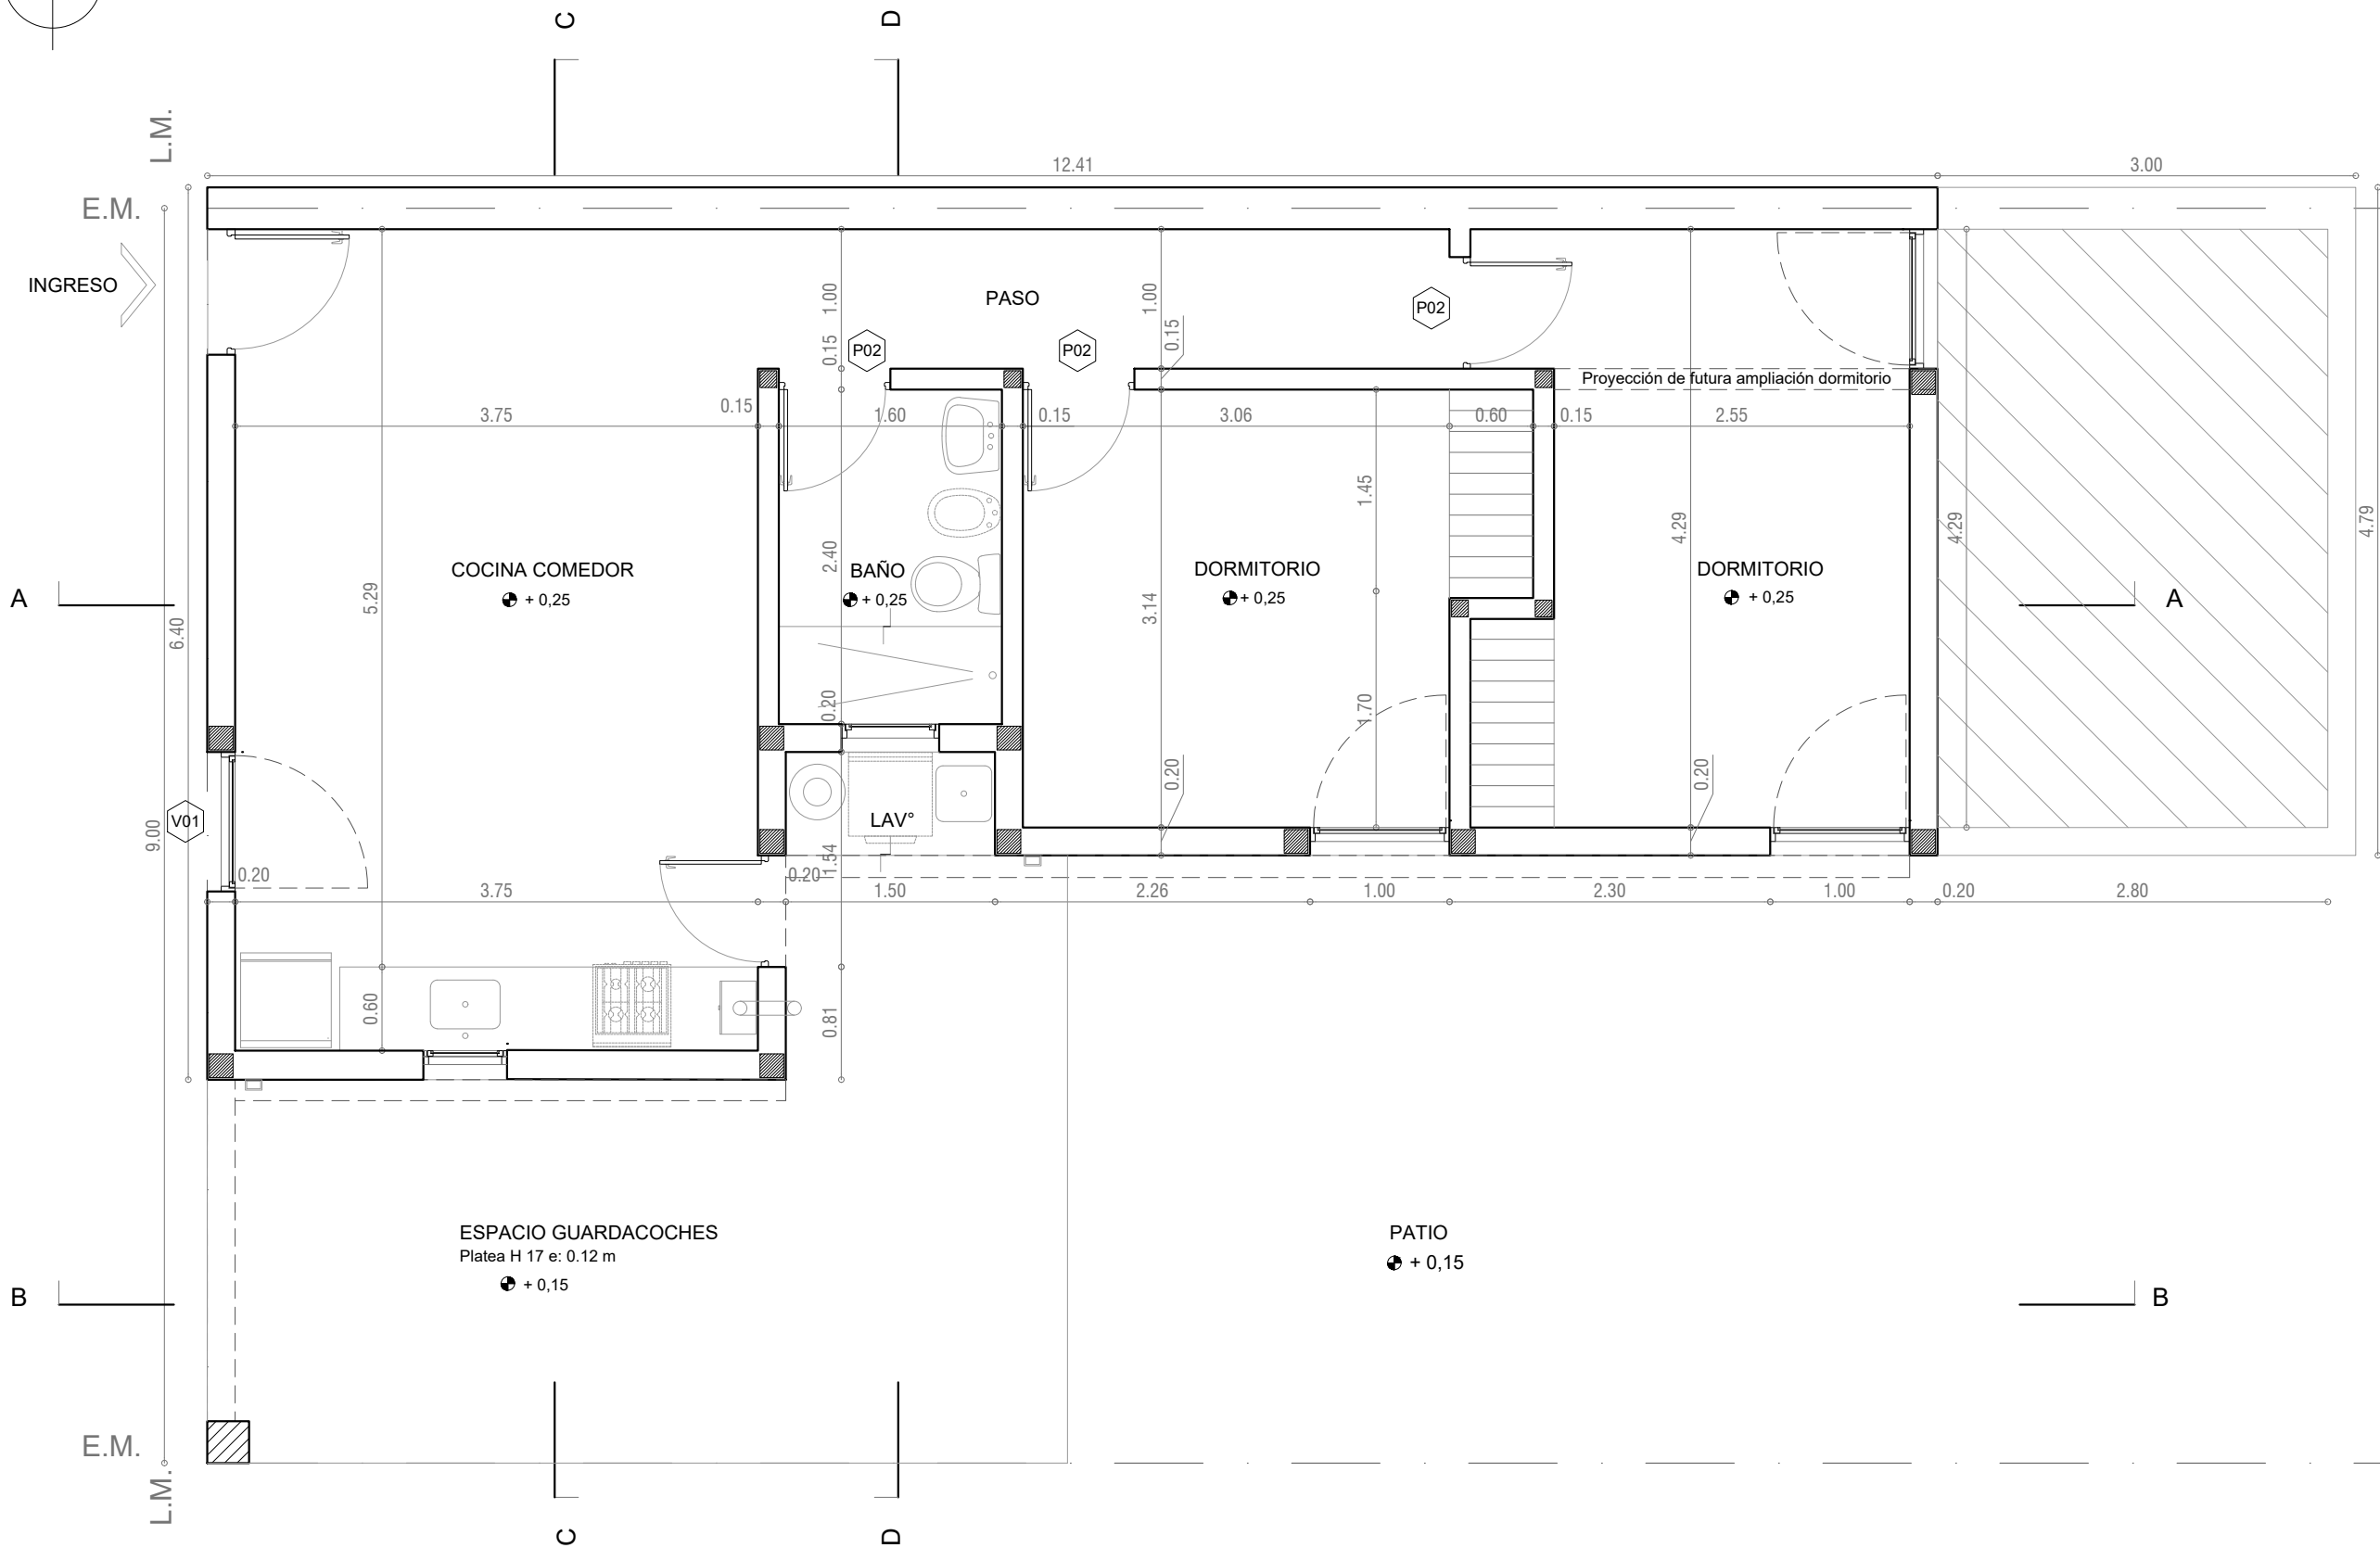 C
D
L.M.
12.41
3.00
E.M.
INGRESO
PASO
1.00
1.00
P02
0.15
0.15
P02
P02
Proyección de futura ampliación dormitorio
3.75
0.15
1.60
0.15
3.06
0.60
0.15
2.55
1.45
4.29
4.29
4.79
COCINA COMEDOR
+ 0,25
5.29
2.40
BAÑO
+ 0,25
3.14
DORMITORIO
+ 0,25
DORMITORIO
+ 0,25
A
A
6.40
0.20
1.70
0.20
0.20
V01
9.00
LAV°
1.54
0.20
3.75
0.20
1.50
2.26
1.00
2.30
1.00
0.20
2.80
0.60
0.81
ESPACIO GUARDACOCHES
Platea H 17 e: 0.12 m
+ 0,15
PATIO
+ 0,15
B
B
E.M.
L.M.
C
D